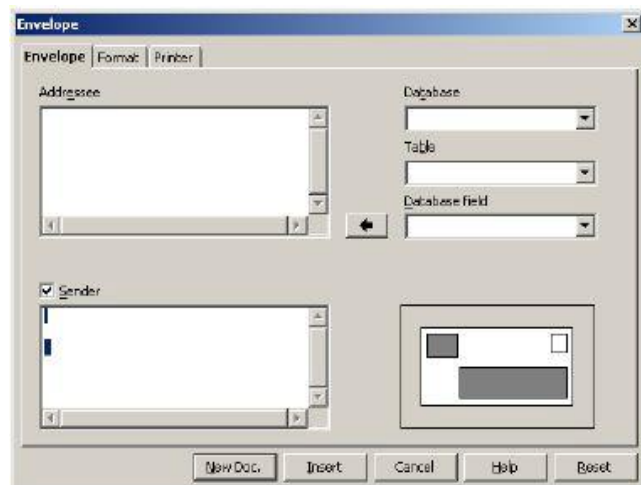 Envelope
Envelope Format Printer
Addressee
Database
Table
Database field
Sender
New Doc. Insert Cancel Help Reset